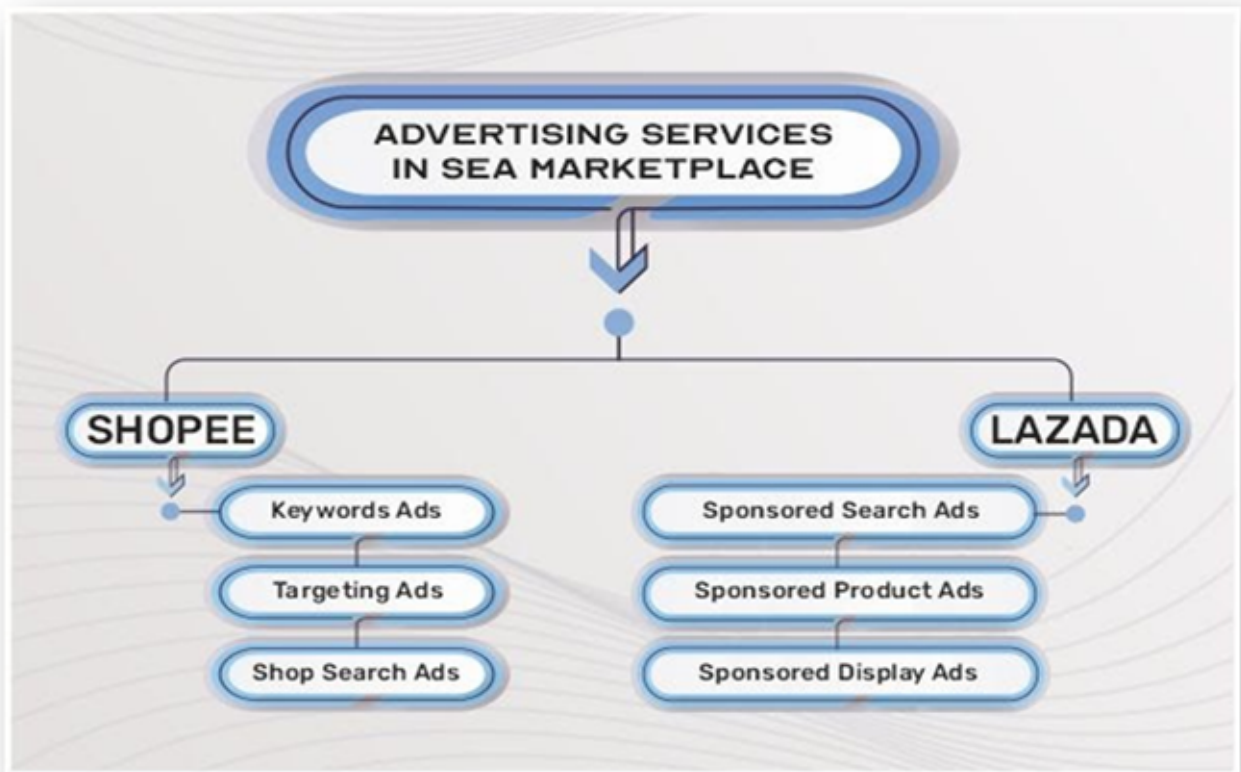 ADVERTISING SERVICES
IN SEA MARKETPLACE
SHOPEE
Keywords Ads
Targeting Ads
Shop Search Ads
LAZADA
Sponsored Search Ads
Sponsored Product Ads
Sponsored Display Ads